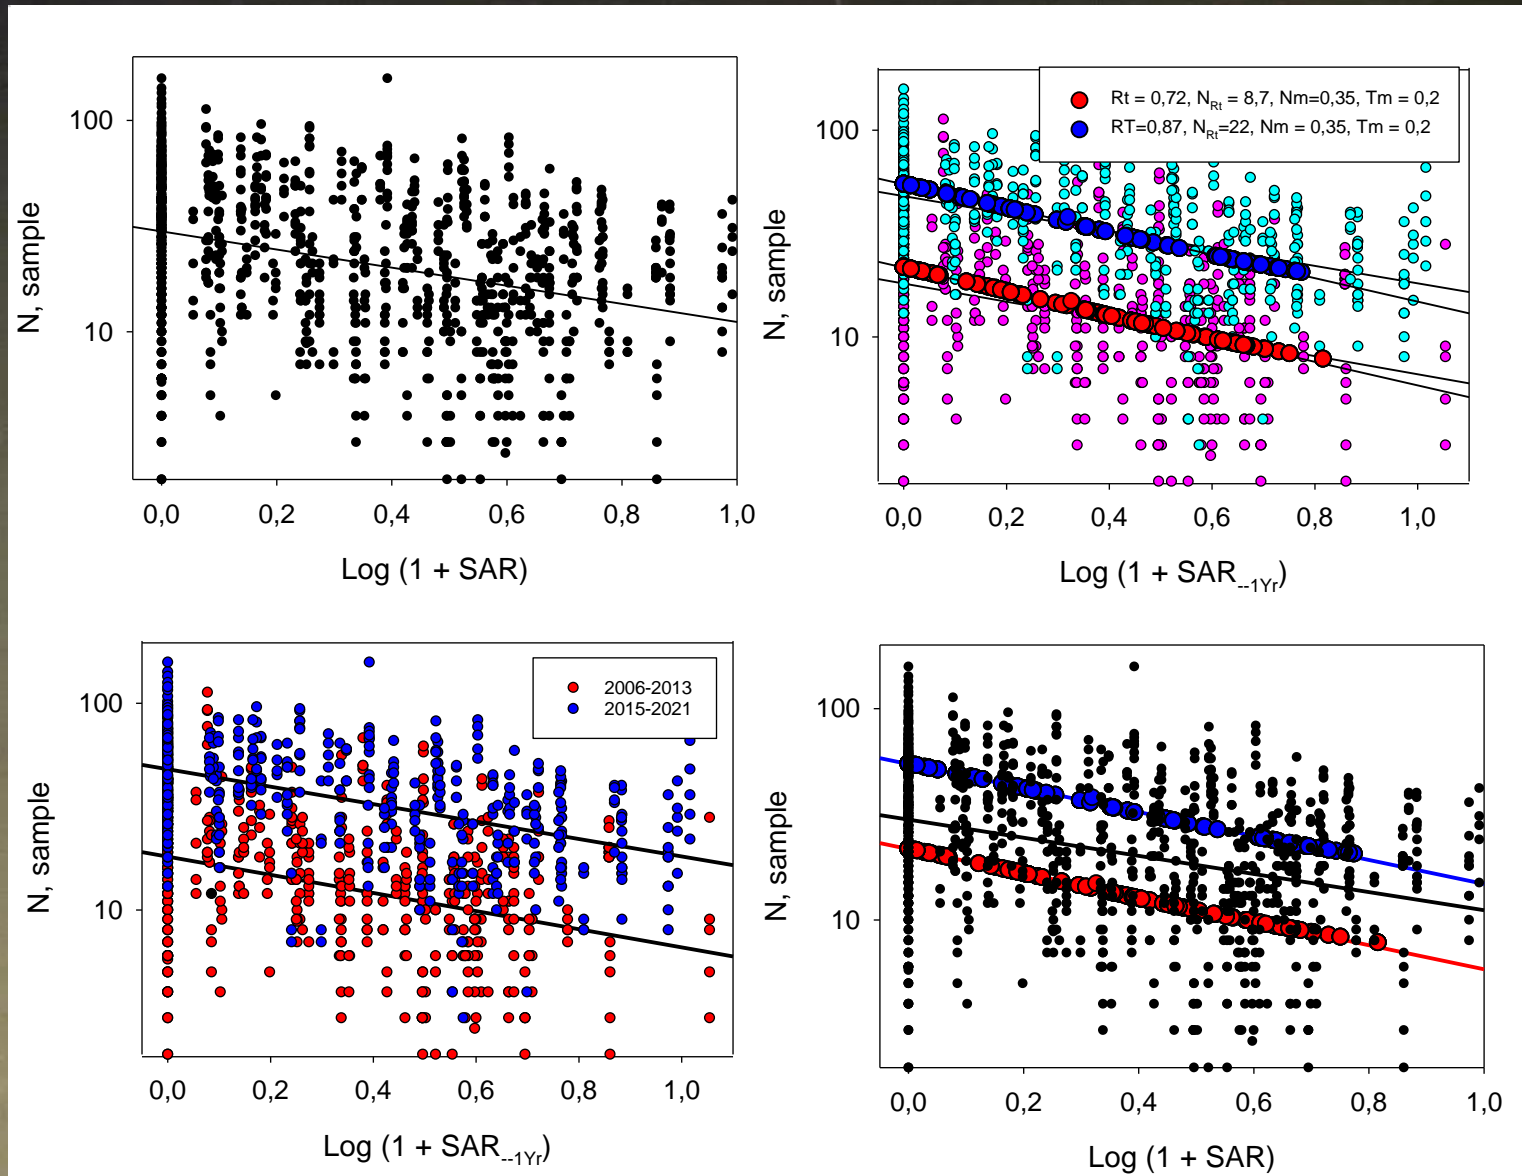 N, sample
100
10
0,0 0,2 0,4 0,6 0,8 1,0
Log (1 + SAR)
N, sample
100
10
Rt = 0,72, N_Rt = 8,7, Nm=0,35, Tm = 0,2
RT=0,87, N_Rt=22, Nm = 0,35, Tm = 0,2
0,0 0,2 0,4 0,6 0,8 1,0
Log (1 + SAR_--1Yr)
N, sample
100
10
2006-2013
2015-2021
0,0 0,2 0,4 0,6 0,8 1,0
Log (1 + SAR_--1Yr)
N, sample
100
10
0,0 0,2 0,4 0,6 0,8 1,0
Log (1 + SAR)